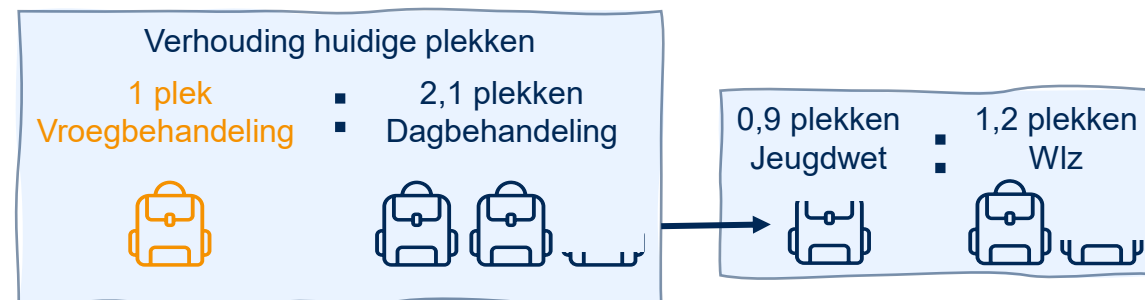 Verhouding huidige plekken
1 plek : 2,1 plekken
Vroegbehandeling Dagbehandeling
0,9 plekken : 1,2 plekken
Jeugdwet Wlz